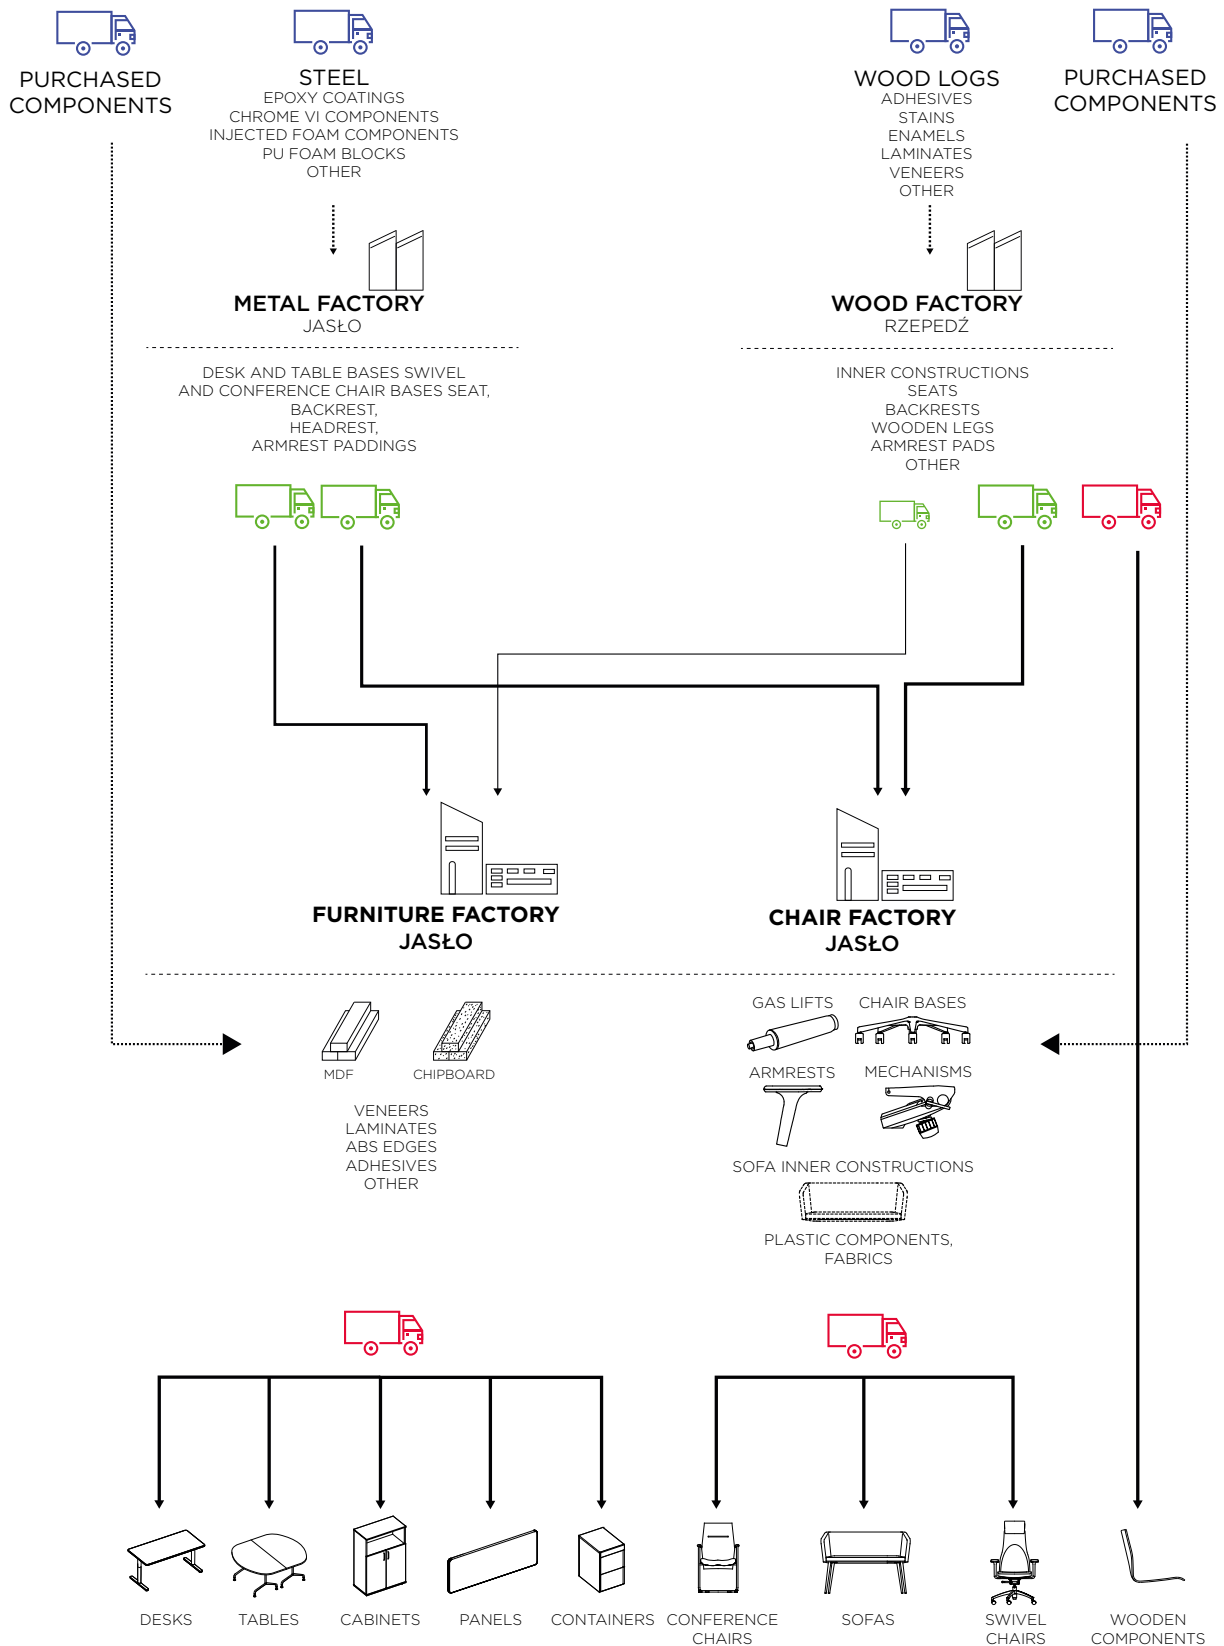 PURCHASED
COMPONENTS
STEEL
EPOXY COATINGS
CHROME VI COMPONENTS
INJECTED FOAM COMPONENTS
PU FOAM BLOCKS
OTHER
WOOD LOGS
ADHESIVES
STAINS
ENAMELS
LAMINATES
VENEERS
OTHER
PURCHASED
COMPONENTS
METAL FACTORY
JASŁO
WOOD FACTORY
RZEPEDŹ
DESK AND TABLE BASES SWIVEL
AND CONFERENCE CHAIR BASES SEAT,
BACKREST,
HEADREST,
ARMREST PADDINGS
INNER CONSTRUCTIONS
SEATS
BACKRESTS
WOODEN LEGS
ARMREST PADS
OTHER
FURNITURE FACTORY
JASŁO
CHAIR FACTORY
JASŁO
MDF
CHIPBOARD
VENEERS
LAMINATES
ABS EDGES
ADHESIVES
OTHER
GAS LIFTS
CHAIR BASES
ARMRESTS
MECHANISMS
SOFA INNER CONSTRUCTIONS
PLASTIC COMPONENTS,
FABRICS
DESKS
TABLES
CABINETS
PANELS
CONTAINERS
CONFERENCE
CHAIRS
SOFAS
SWIVEL
CHAIRS
WOODEN
COMPONENTS